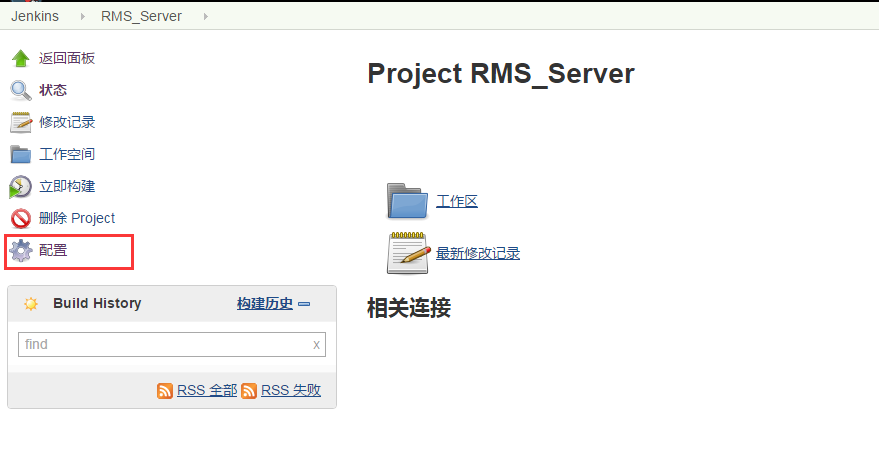 Jenkins RMS_Server
返回面板
状态
修改记录
工作空间
立即构建
删除 Project
配置
Build History 构建历史
find x
RSS 全部 RSS 失败
Project RMS_Server
工作区
最新修改记录
相关连接